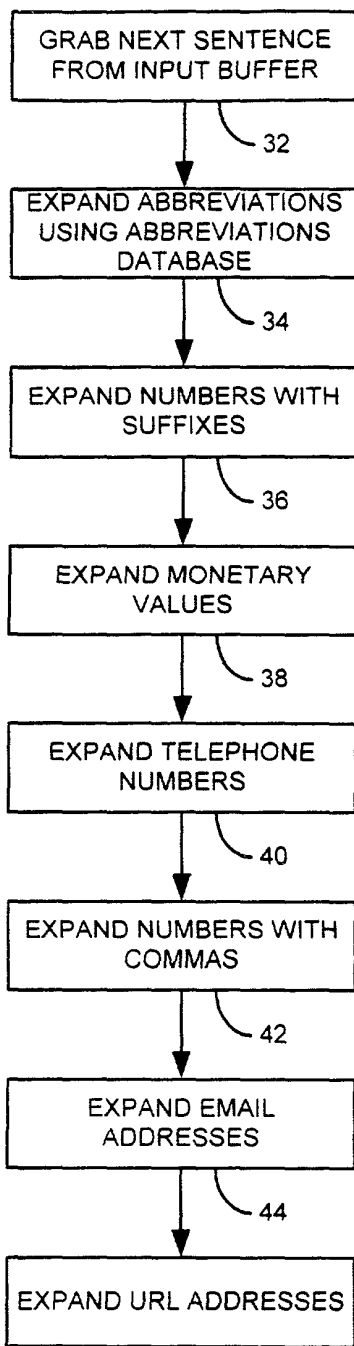 GRAB NEXT SENTENCE
FROM INPUT BUFFER
32
EXPAND ABBREVIATIONS
USING ABBREVIATIONS
DATABASE
34
EXPAND NUMBERS WITH
SUFFIXES
36
EXPAND MONETARY
VALUES
38
EXPAND TELEPHONE
NUMBERS
40
EXPAND NUMBERS WITH
COMMAS
42
EXPAND EMAIL
ADDRESSES
44
EXPAND URL ADDRESSES